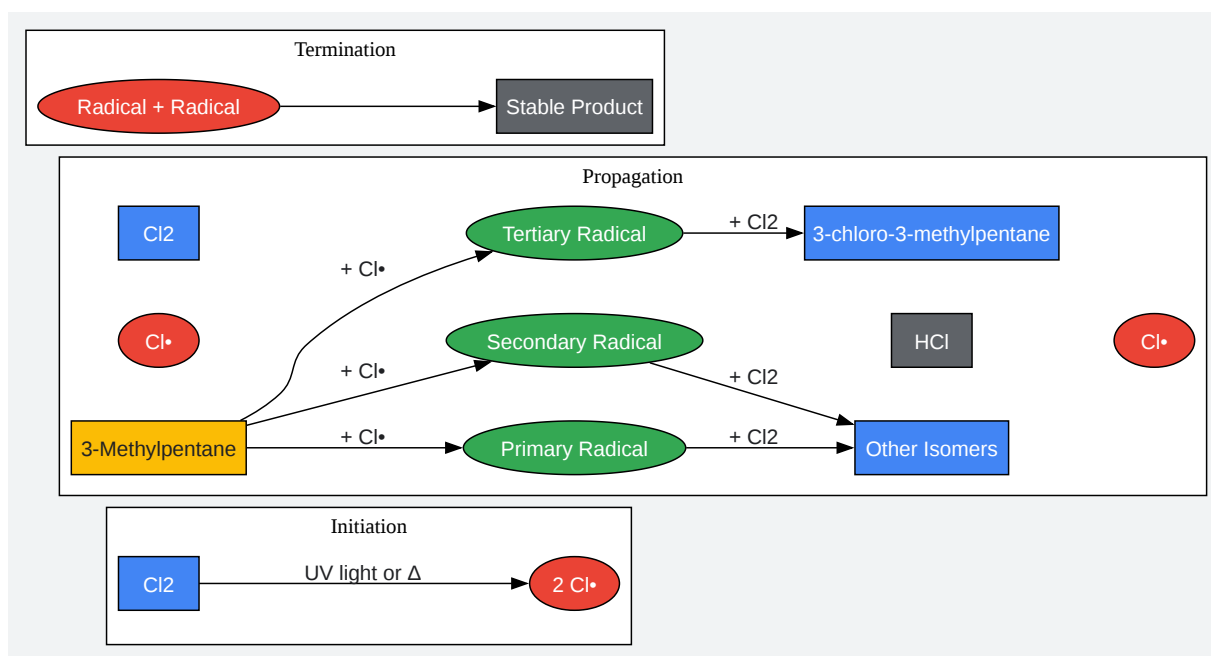 Termination
Radical + Radical
Stable Product
Propagation
Cl2
Tertiary Radical
+ Cl2
3-chloro-3-methylpentane
+ Cl•
Cl•
Secondary Radical
HCl
Cl•
+ Cl•
+ Cl2
3-Methylpentane
+ Cl•
Primary Radical
+ Cl2
Other Isomers
Initiation
Cl2
UV light or Δ
2 Cl•